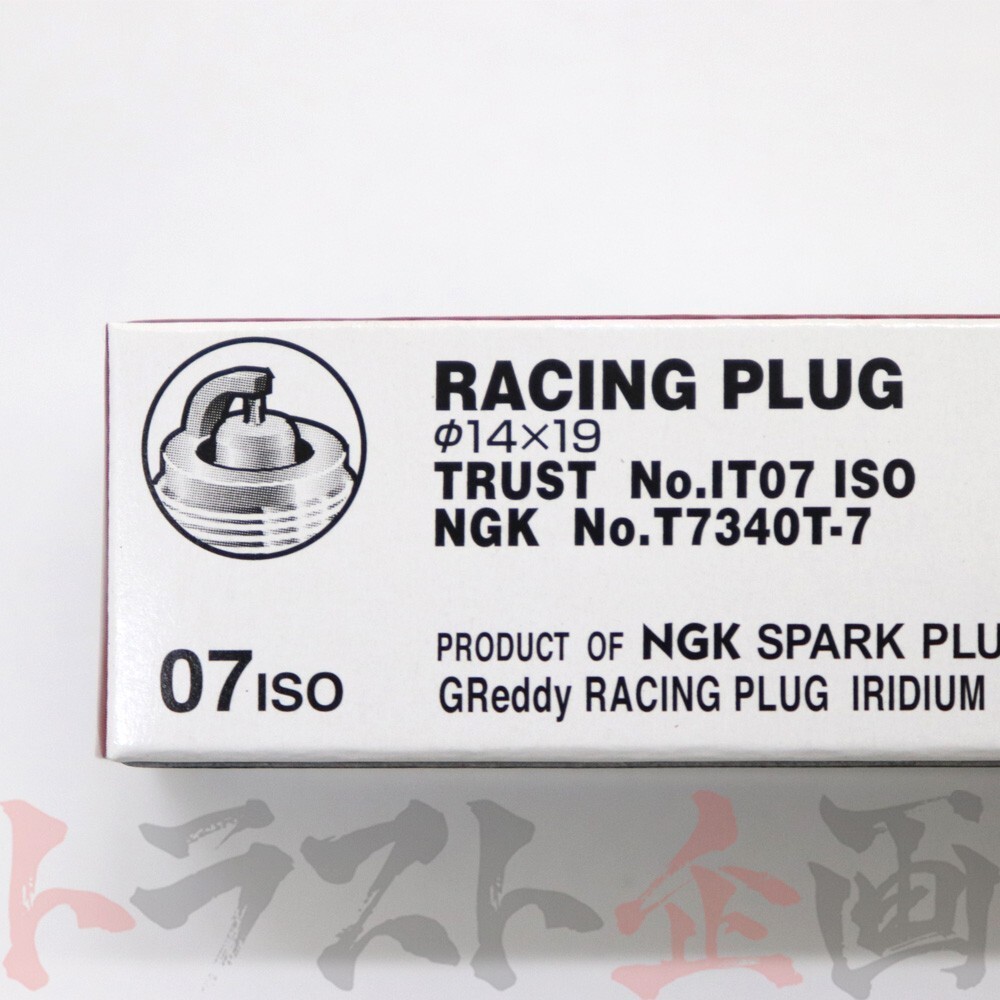 RACING PLUG
φ14×19
TRUST No.IT07 ISO
NGK No.T7340T-7
07ISO
PRODUCT OF NGK SPARK PLU
GReddy RACING PLUG IRIDIUM
トラスト企画